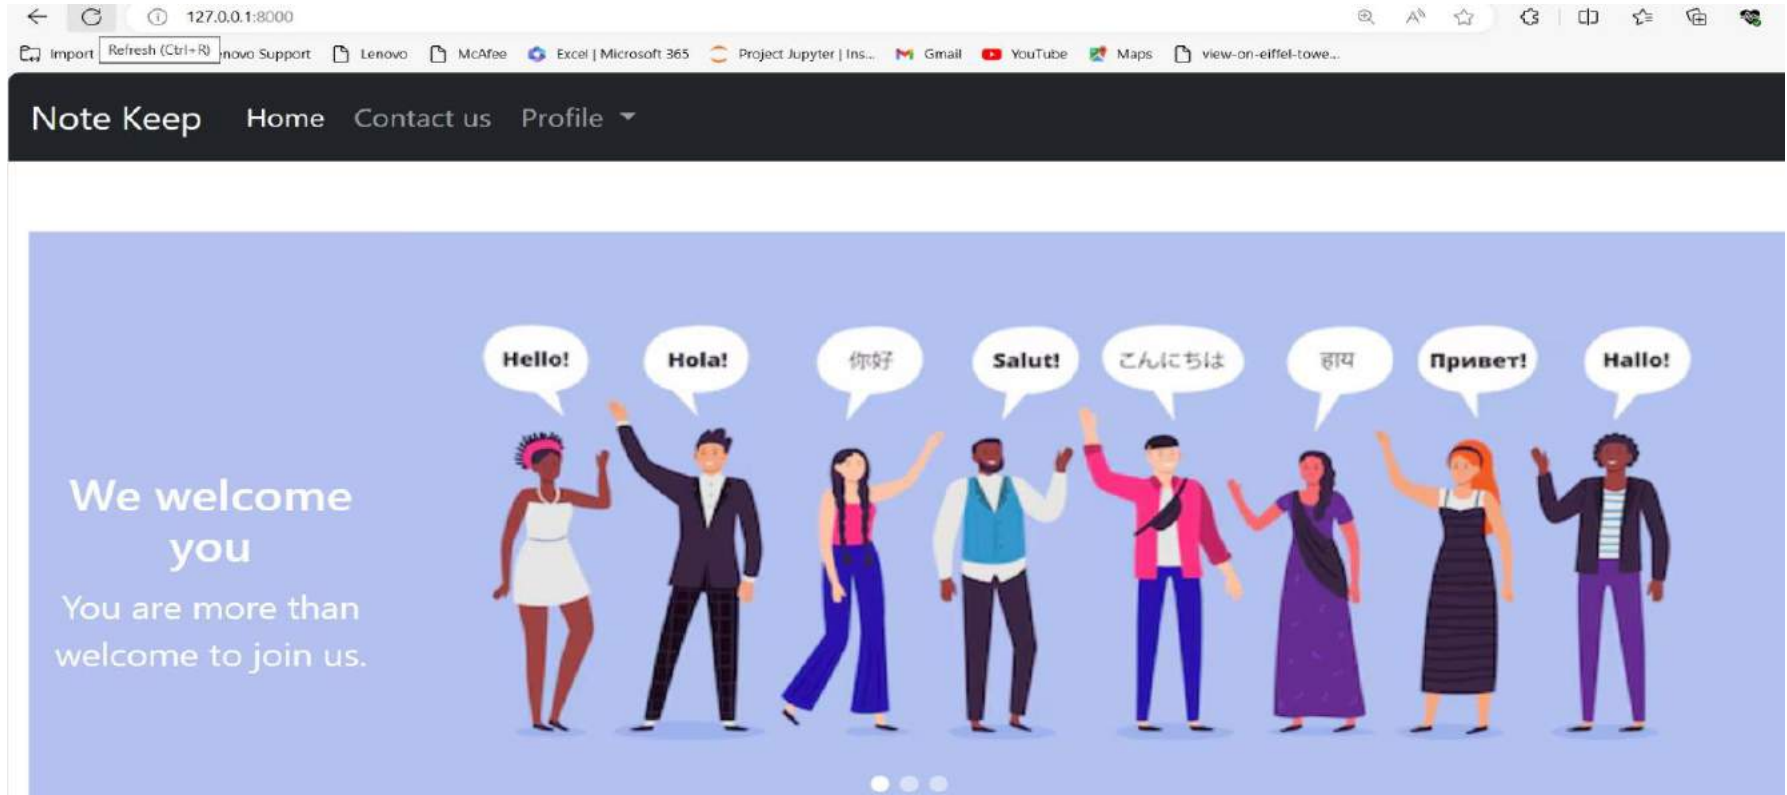 127.0.0.1:8000
Import Refresh (Ctrl+R) novo Support Lenovo McAfee Excel | Microsoft 365 Project Jupyter | Ins... Gmail YouTube Maps view-on-eiffel-towe...
Note Keep Home Contact us Profile
Hello! Hola! 你好 Salut! こんにちは हाय Привет! Hallo!
We welcome
you
You are more than
welcome to join us.